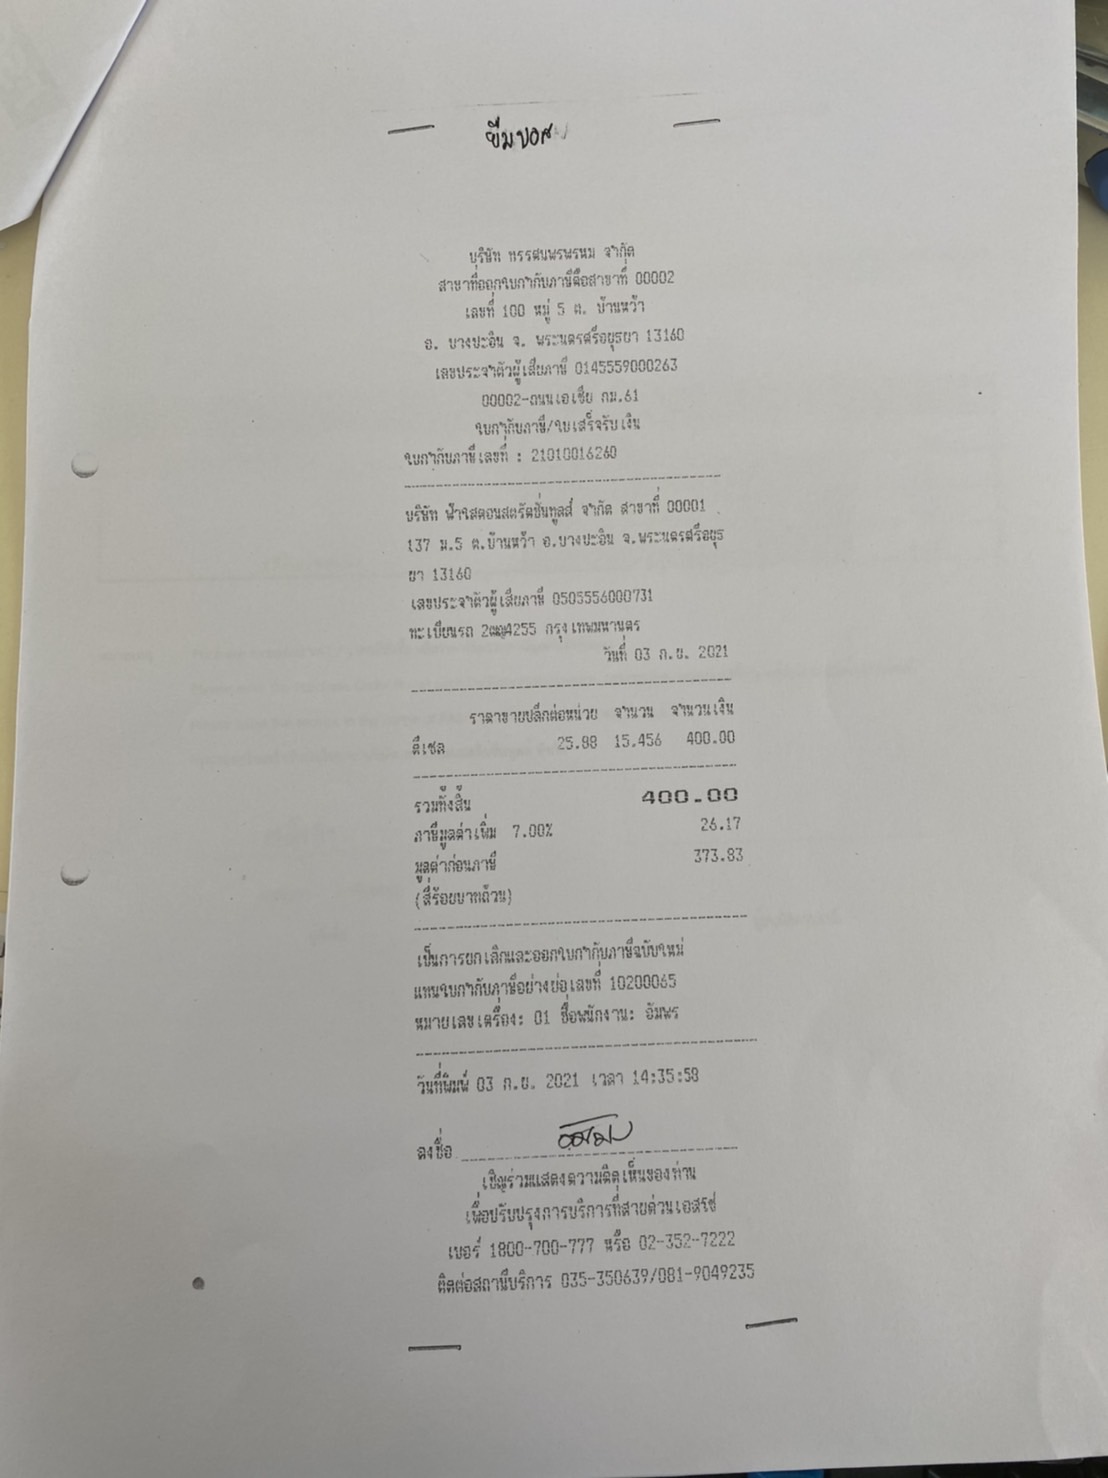 ยืมขอส
บริษัท ทรรศนพรพรหม จำกัด
สาขาที่ออกใบกำกับภาษีคือสาขาที่ 00002
เลขที่ 100 หมู่ 5 ต. บ้านหว้า
อ. บางปะอิน จ. พระนครศรีอยุธยา 13160
เลขประจำตัวผู้เสียภาษี 0145559000263
00002-ถนนเอเชีย กม.61
ใบกำกับภาษี/ใบเสร็จรับเงิน
ใบกำกับภาษีเลขที่ : 21010016260
บริษัท ฟ้าใสคอนสตรัคชั่นทูลส์ จำกัด สาขาที่ 00001
137 ม.5 ต.บ้านหว้า อ.บางปะอิน จ.พระนครศรีอยุธ
ยา 13160
เลขประจำตัวผู้เสียภาษี 0505556000731
ทะเบียนรถ 2ฒฒ4255 กรุงเทพมหานคร
วันที่ 03 ก.ย. 2021
ราคาขายปลีกต่อหน่วย จำนวน จำนวนเงิน
ดีเซล 25.88 15.456 400.00
รวมทั้งสิ้น 400.00
ภาษีมูลค่าเพิ่ม 7.00% 26.17
มูลค่าก่อนภาษี 373.83
(สี่ร้อยบาทถ้วน)
เป็นการยกเลิกและออกใบกำกับภาษีฉบับใหม่
แทนใบกำกับภาษีอย่างย่อเลขที่ 10200065
หมายเลขเครื่อง: 01 ชื่อพนักงาน: อัมพร
วันที่พิมพ์ 03 ก.ย. 2021 เวลา 14:35:58
ลงชื่อ
เชิญร่วมแสดงความคิดเห็นของท่าน
เพื่อปรับปรุงการบริการที่สายด่วนเอสโซ่
เบอร์ 1800-700-777 หรือ 02-352-7222
ติดต่อสถานีบริการ 035-350639/081-9049235